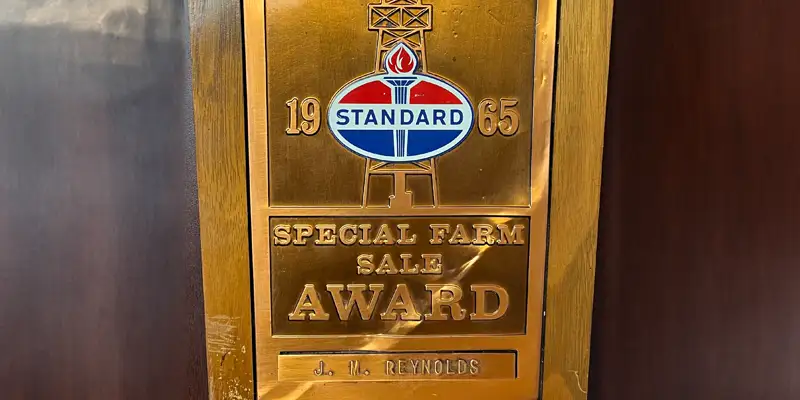 19 STANDARD 65
SPECIAL FARM
SALE
AWARD
J. M. REYNOLDS